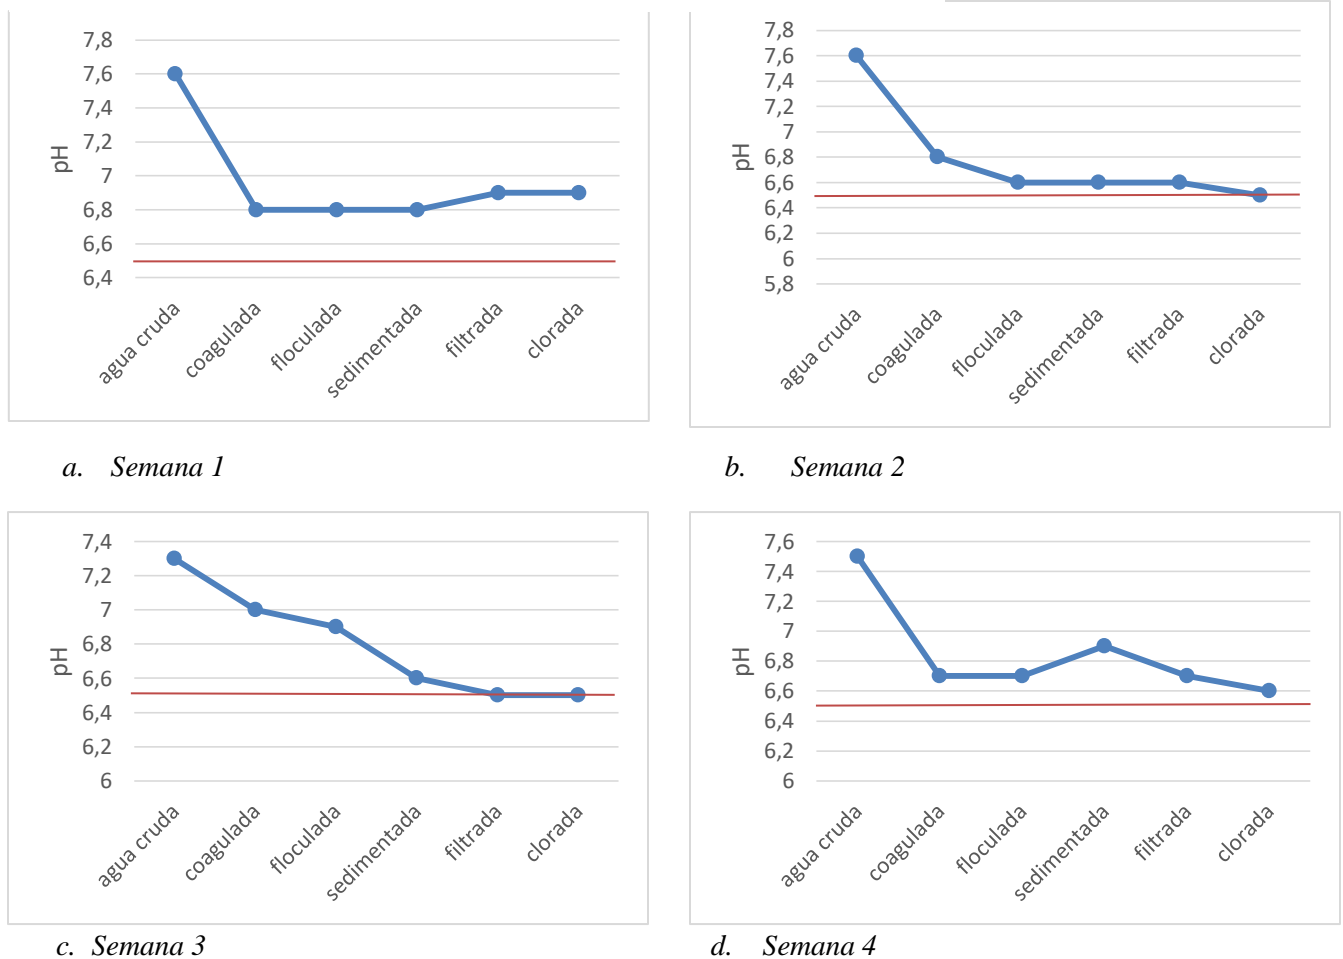 7,8
7,6
7,4
7,2
7
6,8
6,6
6,4
pH
agua cruda
coagulada
floculada
sedimentada
filtrada
clorada
a. Semana 1
7,8
7,6
7,4
7,2
7
6,8
6,6
6,4
6,2
6
5,8
pH
agua cruda
coagulada
floculada
sedimentada
filtrada
clorada
b. Semana 2
7,4
7,2
7
6,8
6,6
6,4
6,2
6
pH
agua cruda
coagulada
floculada
sedimentada
filtrada
clorada
c. Semana 3
7,6
7,4
7,2
7
6,8
6,6
6,4
6,2
6
pH
agua cruda
coagulada
floculada
sedimentada
filtrada
clorada
d. Semana 4